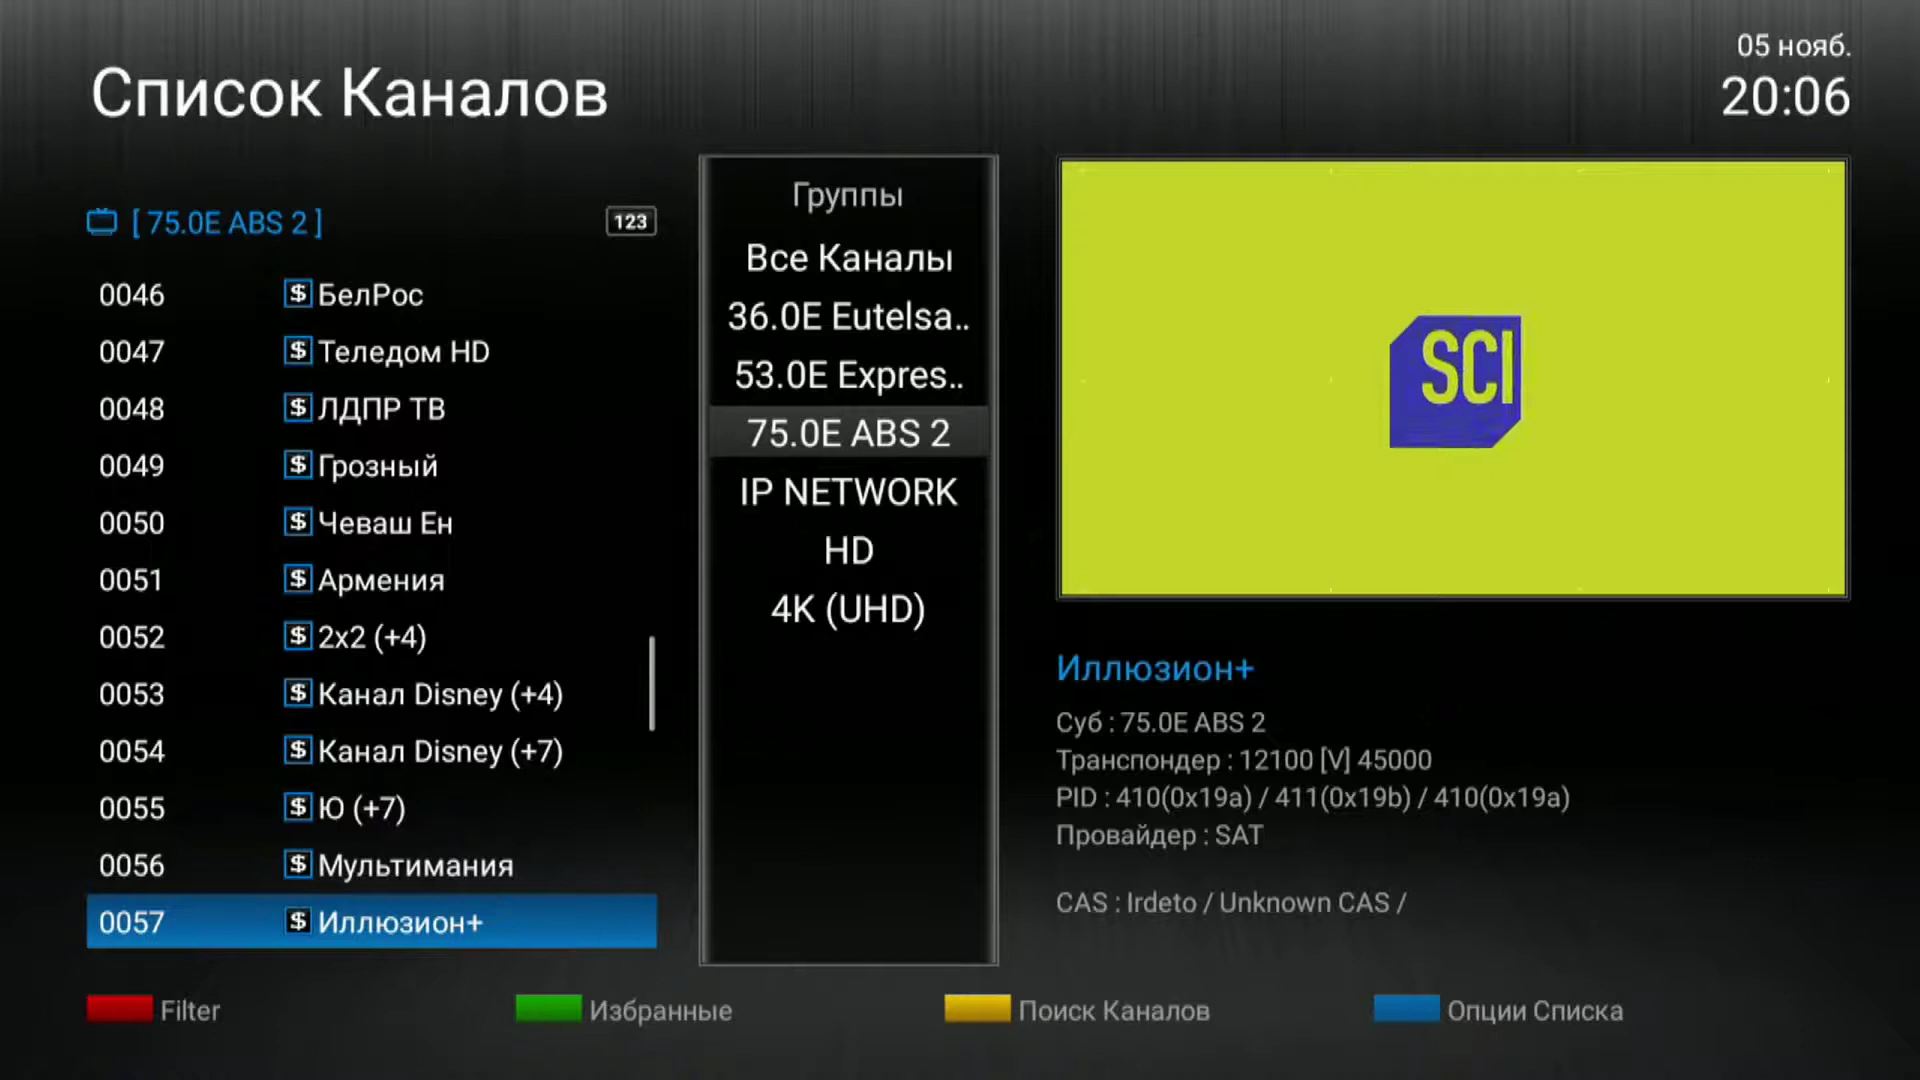 Список Каналов
05 нояб.
20:06
[ 75.0E ABS 2 ]
123
0046 $ БелРос
0047 $ Теледом HD
0048 $ ЛДПР ТВ
0049 $ Грозный
0050 $ Чеваш Ен
0051 $ Армения
0052 $ 2x2 (+4)
0053 $ Канал Disney (+4)
0054 $ Канал Disney (+7)
0055 $ Ю (+7)
0056 $ Мультимания
0057 $ Иллюзион+
Группы
Все Каналы
36.0E Eutelsa..
53.0E Expres..
75.0E ABS 2
IP NETWORK
HD
4K (UHD)
SCI
Иллюзион+
Суб : 75.0E ABS 2
Транспондер : 12100 [V] 45000
PID : 410(0x19a) / 411(0x19b) / 410(0x19a)
Провайдер : SAT
CAS : Irdeto / Unknown CAS /
Filter
Избранные
Поиск Каналов
Опции Списка